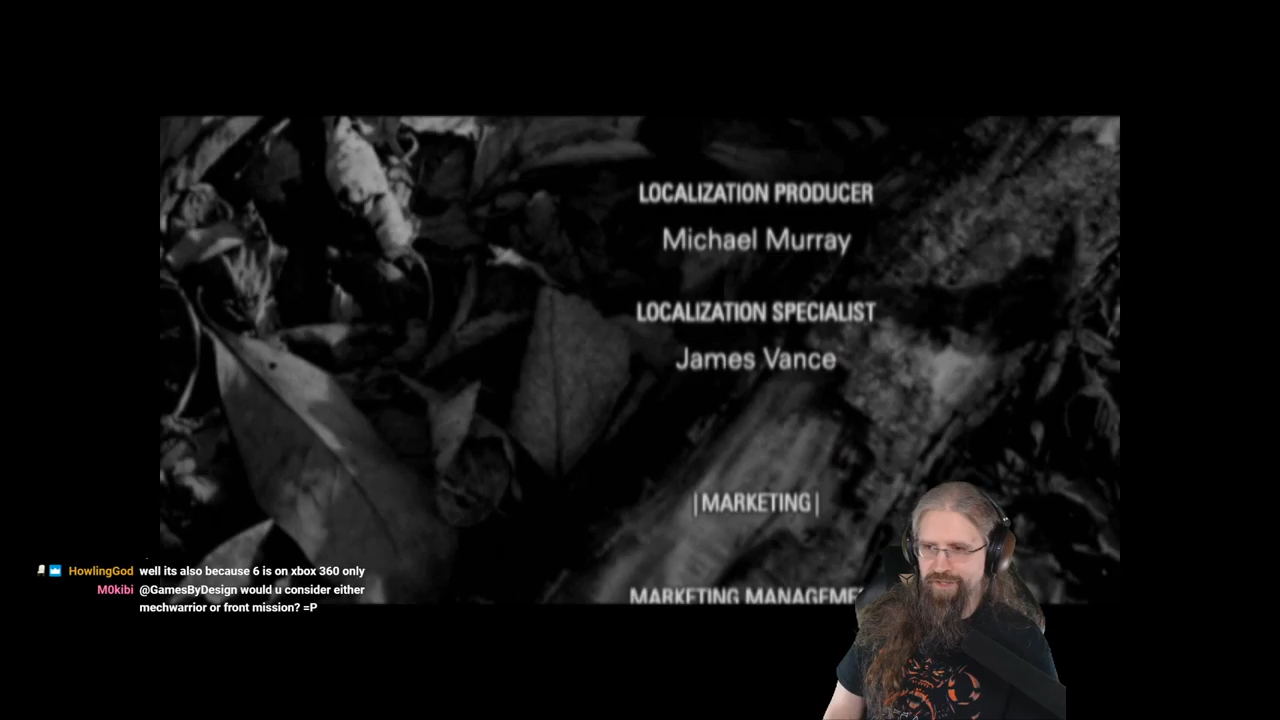 LOCALIZATION PRODUCER
Michael Murray
LOCALIZATION SPECIALIST
James Vance
|MARKETING|
MARKETING
HowlingGod well its also because 6 is on xbox 360 only
M0kibi @GamesByDesign would u consider either
mechwarrior or front mission? =P